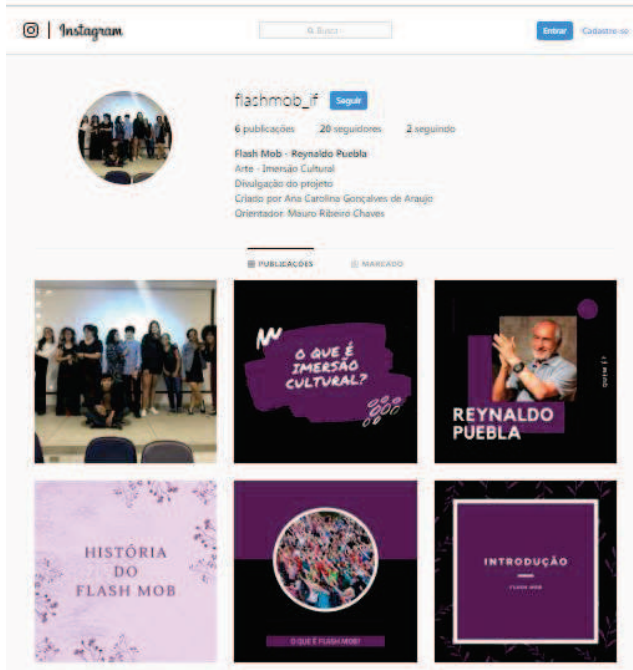 Instagram
Busca
Entrar
Cadastre-se
flashmob_if
Seguir
6 publicações 20 seguidores 2 seguindo
Flash Mob - Reynaldo Puebla
Arte - Imersão Cultural
Divulgação do projeto
Criado por Ana Carolina Gonçalves de Araujo
Orientador: Mauro Ribeiro Chaves
PUBLICAÇÕES
MARCADO
O QUE É
IMERSÃO
CULTURAL?
REYNALDO
PUEBLA
HISTÓRIA
DO
FLASH MOB
O QUE É FLASH MOB?
INTRODUÇÃO
FLASH MOB